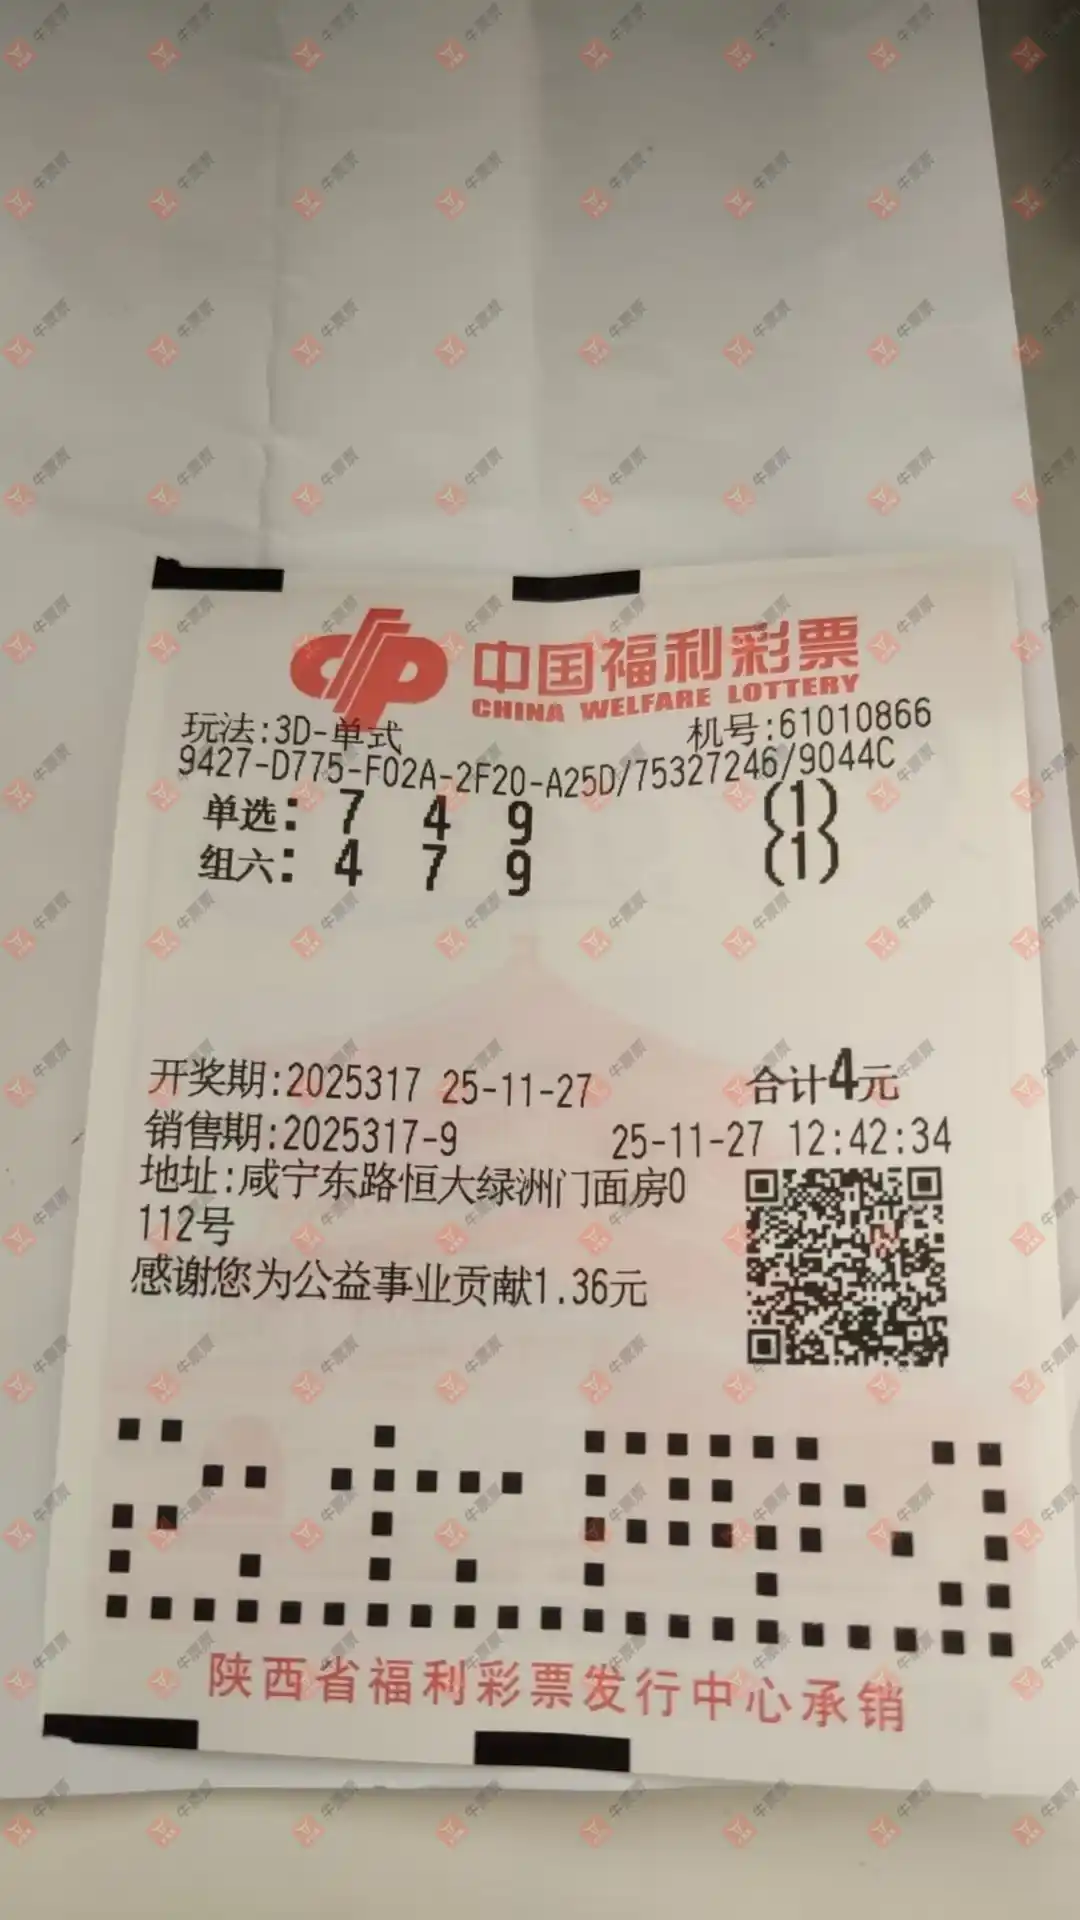 中国福利彩票
CHINA WELFARE LOTTERY
玩法:3D-单式 机号:61010866
9427-D775-F02A-2F20-A25D/75327246/9044C
单选: 7 4 9 (1)
组六: 4 7 9 (1)
开奖期:2025317 25-11-27 合计4元
销售期:2025317-9 25-11-27 12:42:34
地址:咸宁东路恒大绿洲门面房0
112号
感谢您为公益事业贡献1.36元
陕西省福利彩票发行中心承销
牛票票